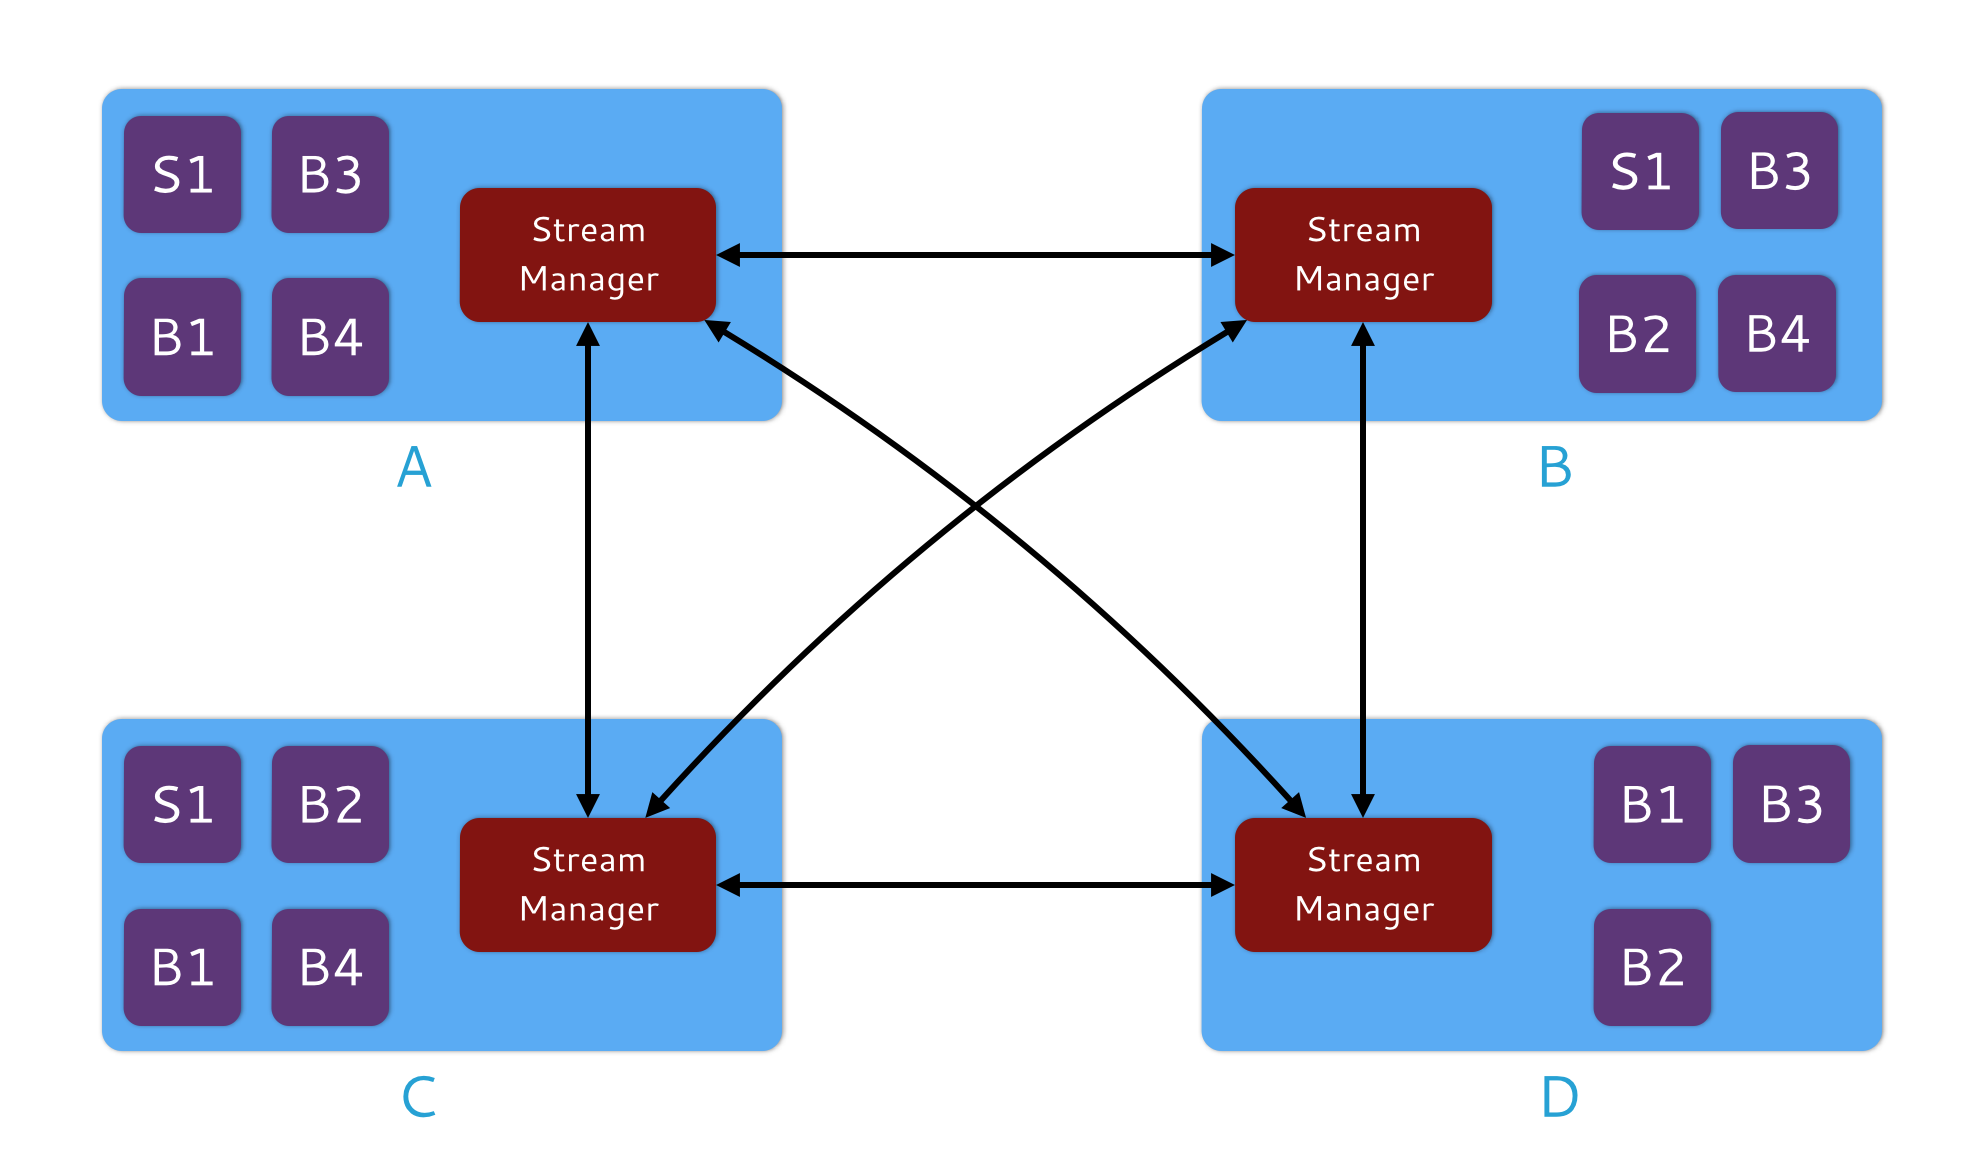 S1 B3
Stream
Manager
B1 B4
A
S1 B3
Stream
Manager
B2 B4
B
S1 B2
Stream
Manager
B1 B4
C
B1 B3
Stream
Manager
B2
D